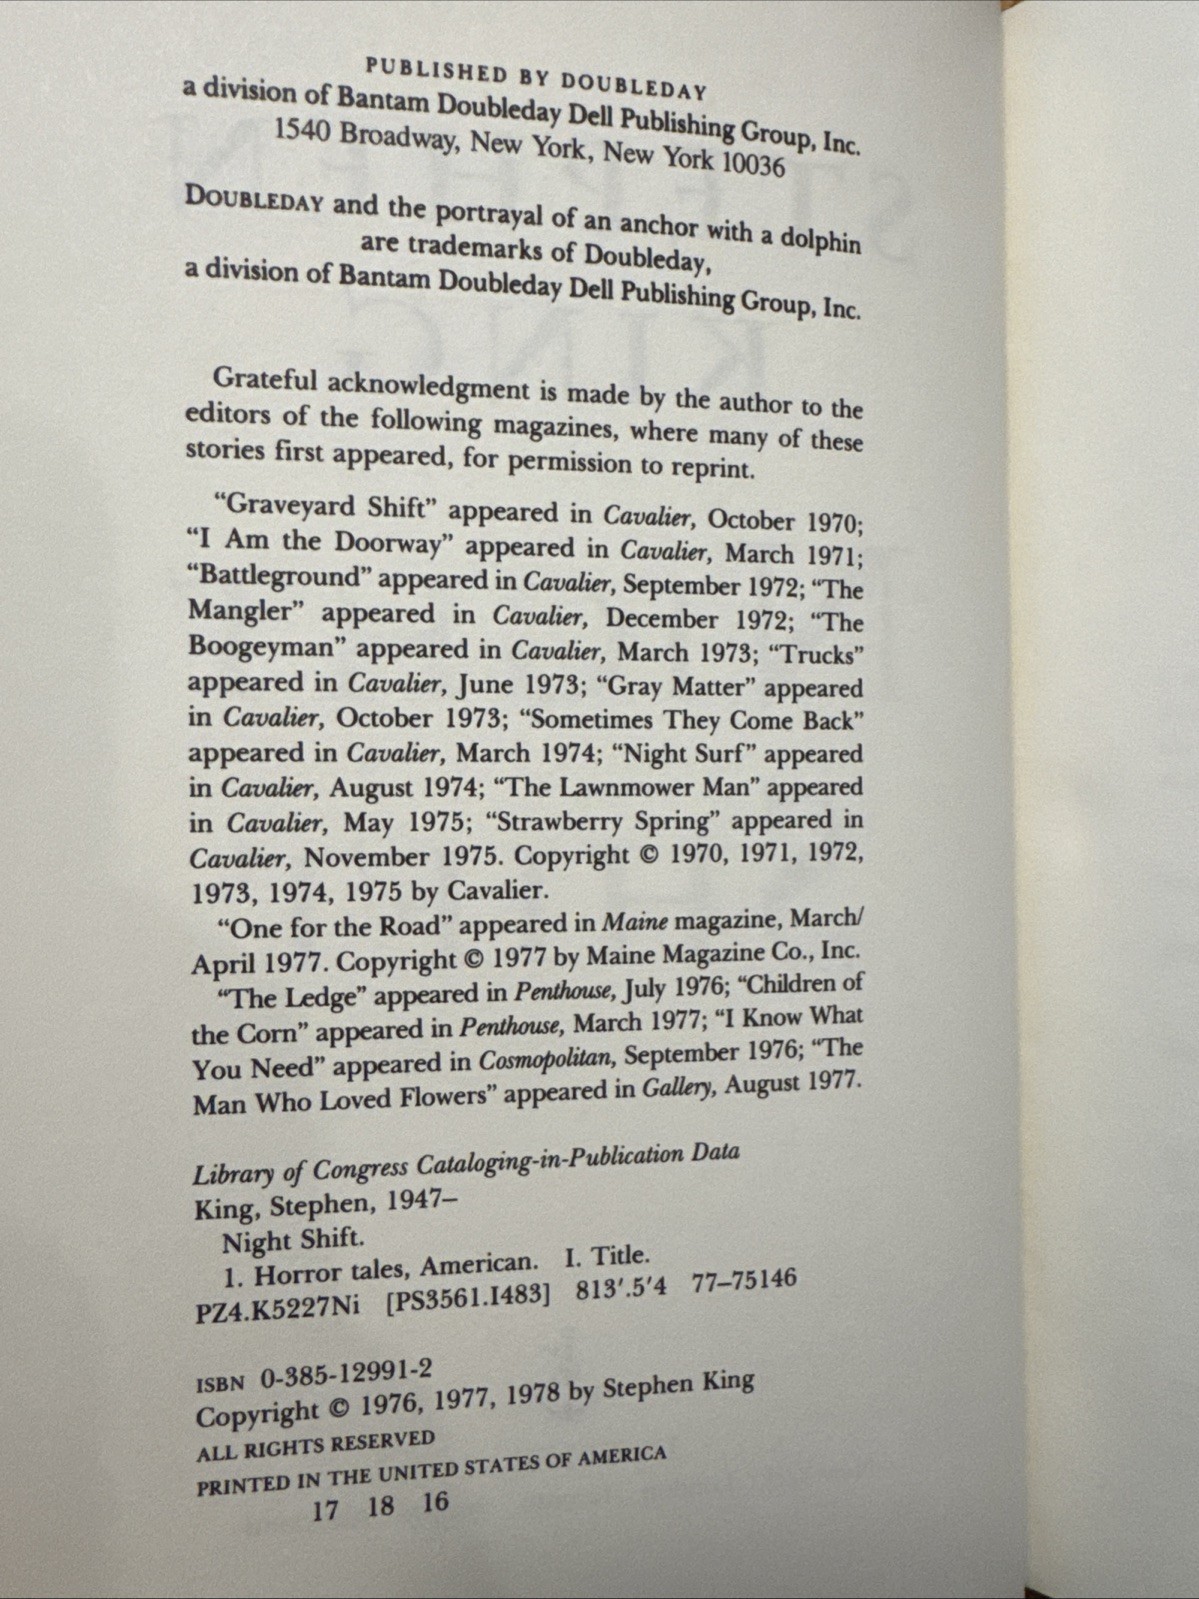 PUBLISHED BY DOUBLEDAY
a division of Bantam Doubleday Dell Publishing Group, Inc.
1540 Broadway, New York, New York 10036
DOUBLEDAY and the portrayal of an anchor with a dolphin
are trademarks of Doubleday,
a division of Bantam Doubleday Dell Publishing Group, Inc.
Grateful acknowledgment is made by the author to the
editors of the following magazines, where many of these
stories first appeared, for permission to reprint.
“Graveyard Shift” appeared in Cavalier, October 1970;
“I Am the Doorway” appeared in Cavalier, March 1971;
“Battleground” appeared in Cavalier, September 1972; “The
Mangler” appeared in Cavalier, December 1972; “The
Boogeyman” appeared in Cavalier, March 1973; “Trucks”
appeared in Cavalier, June 1973; “Gray Matter” appeared
in Cavalier, October 1973; “Sometimes They Come Back”
appeared in Cavalier, March 1974; “Night Surf” appeared
in Cavalier, August 1974; “The Lawnmower Man” appeared
in Cavalier, May 1975; “Strawberry Spring” appeared in
Cavalier, November 1975. Copyright © 1970, 1971, 1972,
1973, 1974, 1975 by Cavalier.
“One for the Road” appeared in Maine magazine, March/
April 1977. Copyright © 1977 by Maine Magazine Co., Inc.
“The Ledge” appeared in Penthouse, July 1976; “Children of
the Corn” appeared in Penthouse, March 1977; “I Know What
You Need” appeared in Cosmopolitan, September 1976; “The
Man Who Loved Flowers” appeared in Gallery, August 1977.
Library of Congress Cataloging-in-Publication Data
King, Stephen, 1947–
Night Shift.
1. Horror tales, American. I. Title.
PZ4.K5227Ni [PS3561.I483] 813′.5′4 77–75146
ISBN 0-385-12991-2
Copyright © 1976, 1977, 1978 by Stephen King
ALL RIGHTS RESERVED
PRINTED IN THE UNITED STATES OF AMERICA
17 18 16